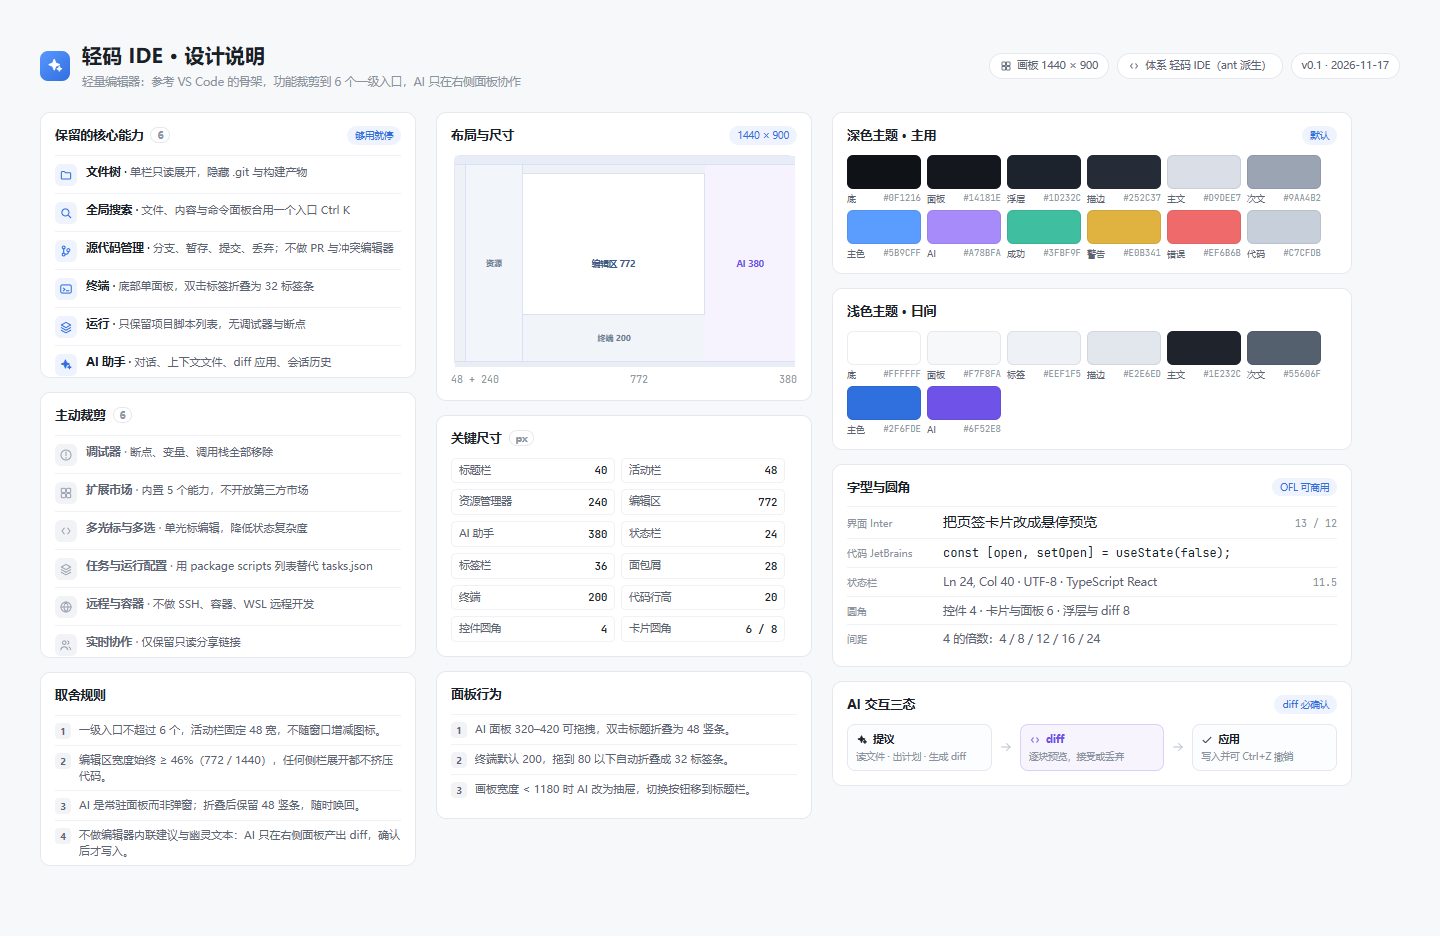 轻码 IDE · 设计说明
轻量编辑器：参考 VS Code 的骨架，功能裁剪到 6 个一级入口，AI 只在右侧面板协作
画板 1440 × 900
体系 轻码 IDE（ant 派生）
v0.1 · 2026-11-17
保留的核心能力 6
够用就停
文件树 · 单栏只读展开，隐藏 .git 与构建产物
全局搜索 · 文件、内容与命令面板合用一个入口 Ctrl K
源代码管理 · 分支、暂存、提交、丢弃；不做 PR 与冲突编辑器
终端 · 底部单面板，双击标签折叠为 32 标签条
运行 · 只保留项目脚本列表，无调试器与断点
AI 助手 · 对话、上下文文件、diff 应用、会话历史
主动裁剪 6
调试器 · 断点、变量、调用栈全部移除
扩展市场 · 内置 5 个能力，不开放第三方市场
多光标与多选 · 单光标编辑，降低状态复杂度
任务与运行配置 · 用 package scripts 列表替代 tasks.json
远程与容器 · 不做 SSH、容器、WSL 远程开发
实时协作 · 仅保留只读分享链接
取舍规则
1 一级入口不超过 6 个，活动栏固定 48 宽，不随窗口增减图标。
2 编辑区宽度始终 ≥ 46%（772 / 1440），任何侧栏展开都不挤压
代码。
3 AI 是常驻面板而非弹窗；折叠后保留 48 竖条，随时唤回。
4 不做编辑器内联建议与幽灵文本：AI 只在右侧面板产出 diff，确认
后才写入。
布局与尺寸
1440 × 900
资源
编辑区 772
AI 380
终端 200
48 + 240
772
380
关键尺寸 px
标题栏 40
活动栏 48
资源管理器 240
编辑区 772
AI 助手 380
状态栏 24
标签栏 36
面包屑 28
终端 200
代码行高 20
控件圆角 4
卡片圆角 6 / 8
面板行为
1 AI 面板 320–420 可拖拽，双击标题折叠为 48 竖条。
2 终端默认 200，拖到 80 以下自动折叠成 32 标签条。
3 画板宽度 < 1180 时 AI 改为抽屉，切换按钮移到标题栏。
深色主题 · 主用
默认
底 #0F1216
面板 #14181E
浮层 #1D232C
描边 #252C37
主文 #D9DEE7
次文 #9AA4B2
主色 #5B9CFF
AI #A78BFA
成功 #3FBF9F
警告 #E0B341
错误 #EF6B6B
代码 #C7CFDB
浅色主题 · 日间
底 #FFFFFF
面板 #F7F8FA
标签 #EEF1F5
描边 #E2E6ED
主文 #1E232C
次文 #55606F
主色 #2F6FDE
AI #6F52E8
字型与圆角
OFL 可商用
界面 Inter 把页签卡片改成悬停预览 13 / 12
代码 JetBrains const [open, setOpen] = useState(false);
状态栏 Ln 24, Col 40 · UTF-8 · TypeScript React 11.5
圆角 控件 4 · 卡片与面板 6 · 浮层与 diff 8
间距 4 的倍数：4 / 8 / 12 / 16 / 24
AI 交互三态
diff 必确认
提议
读文件 · 出计划 · 生成 diff
diff
逐块预览，接受或丢弃
应用
写入并可 Ctrl+Z 撤销